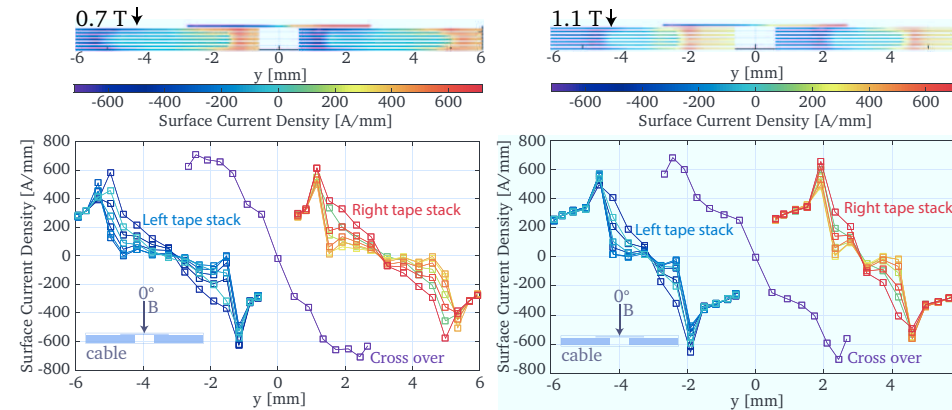 0.7 T
-6 -4 -2 0 2 4 6
y [mm]
-600 -400 -200 0 200 400 600
Surface Current Density [A/mm]
Surface Current Density [A/mm]
800
600
400
200
0
-200
-400
-600
-800
Left tape stack
Right tape stack
0°
B
cable
Cross over
-6 -4 -2 0 2 4 6
y [mm]
1.1 T
-6 -4 -2 0 2 4
y [mm]
-600 -400 -200 0 200 400 600
Surface Current Density [A/mm]
Surface Current Density [A/mm]
800
600
400
200
0
-200
-400
-600
-800
Right tape stack
Left tape stack
0°
B
cable
Cross over
-6 -4 -2 0 2 4
y [mm]